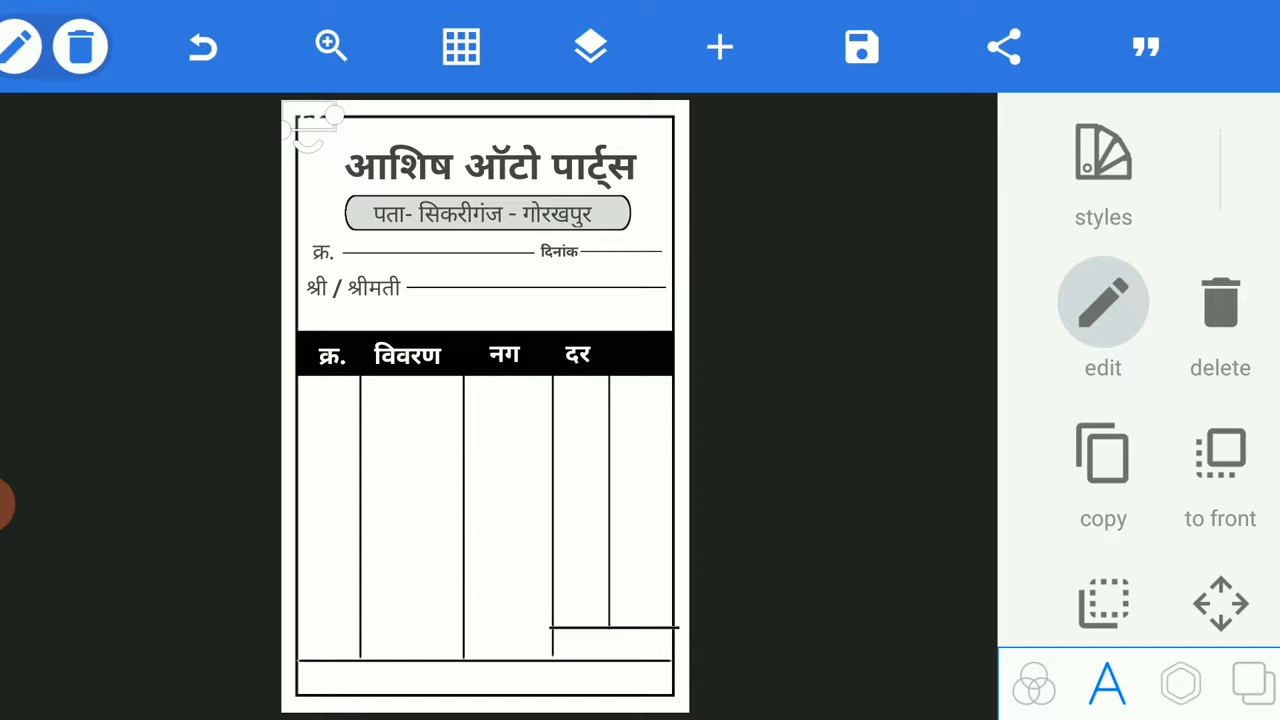 आशिष ऑटो पार्ट्स
पता- सिकरीगंज - गोरखपुर
क्र. दिनांक
श्री / श्रीमती
क्र. विवरण नग दर
styles
edit delete
copy to front